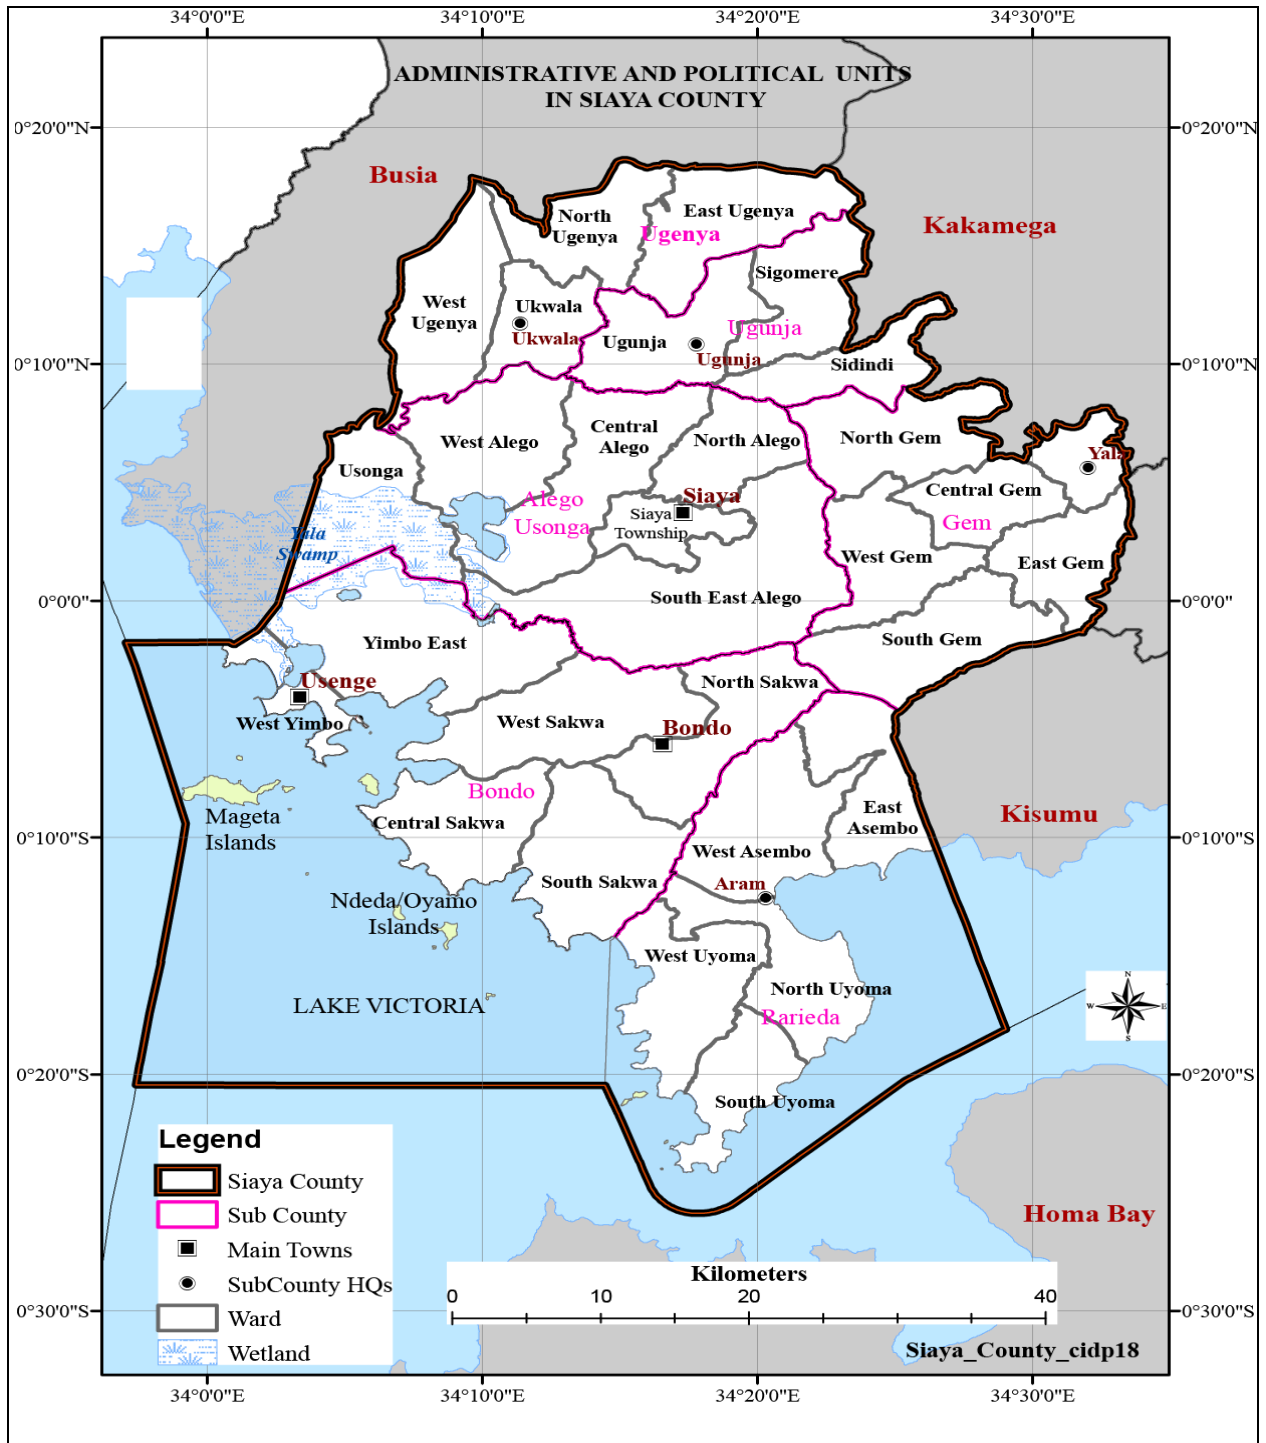 34°0'0"E 34°10'0"E 34°20'0"E 34°30'0"E
ADMINISTRATIVE AND POLITICAL UNITS
IN SIAYA COUNTY
0°20'0"N 0°20'0"N
Busia
North
Ugenya
East Ugenya
Ugenya
Kakamega
Sigomere
West
Ugenya
Ukwala
Ukwala
Ugunja
Ugunja
Ugunja
0°10'0"N 0°10'0"N
Sidindi
West Alego
Central
Alego
North Alego
North Gem
Yala
Usonga
Central Gem
Alego
Usonga
Siaya
Siaya
Township
Gem
Yala
Swamp
West Gem
East Gem
0°0'0" 0°0'0"
South East Alego
Yimbo East
South Gem
Usenge
North Sakwa
West Yimbo
West Sakwa
Bondo
Bondo
Mageta
Islands
Central Sakwa
East
Asembo
Kisumu
0°10'0"S 0°10'0"S
West Asembo
South Sakwa
Aram
Ndeda/Oyamo
Islands
West Uyoma
North Uyoma
LAKE VICTORIA
Rarieda
N
W E
S
0°20'0"S 0°20'0"S
South Uyoma
Legend
Siaya County
Sub County
Main Towns
SubCounty HQs
Ward
Wetland
Homa Bay
Kilometers
0 10 20 40
0°30'0"S 0°30'0"S
Siaya_County_cidp18
34°0'0"E 34°10'0"E 34°20'0"E 34°30'0"E